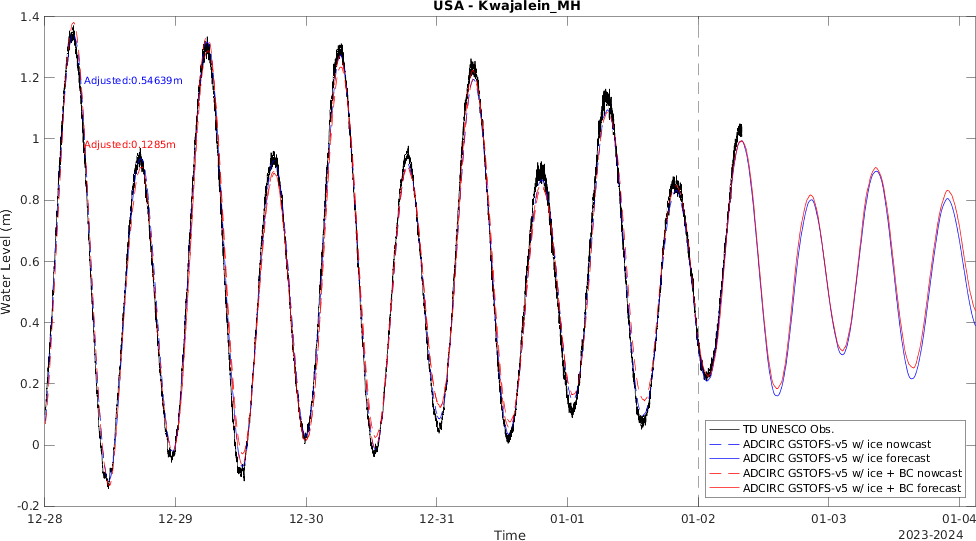 USA - Kwajalein_MH
1.4
1.2
1
0.8
0.6
0.4
0.2
0
-0.2
Water Level (m)
Adjusted:0.54639m
Adjusted:0.1285m
TD UNESCO Obs.
ADCIRC GSTOFS-v5 w/ ice nowcast
ADCIRC GSTOFS-v5 w/ ice forecast
ADCIRC GSTOFS-v5 w/ ice + BC nowcast
ADCIRC GSTOFS-v5 w/ ice + BC forecast
12-28 12-29 12-30 12-31 01-01 01-02 01-03 01-04
Time
2023-2024